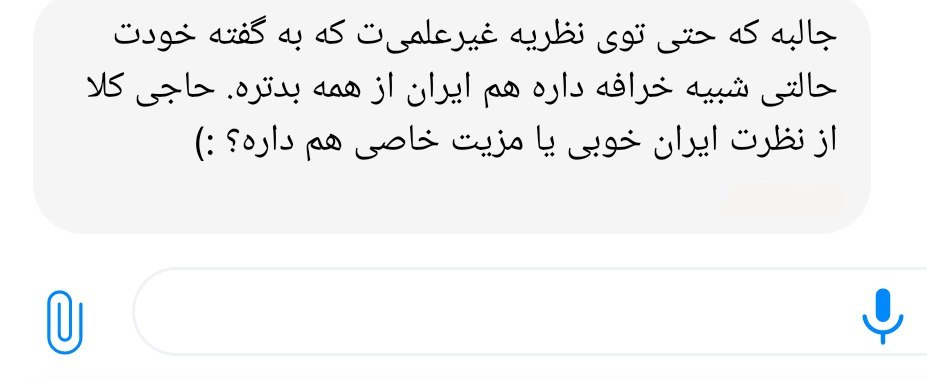 جالبه که حتی توی نظریه غیرعلمی‌ت که به گفته خودت
حالتی شبیه خرافه داره هم ایران از همه بدتره. حاجی کلا
از نظرت ایران خوبی یا مزیت خاصی هم داره؟ :)